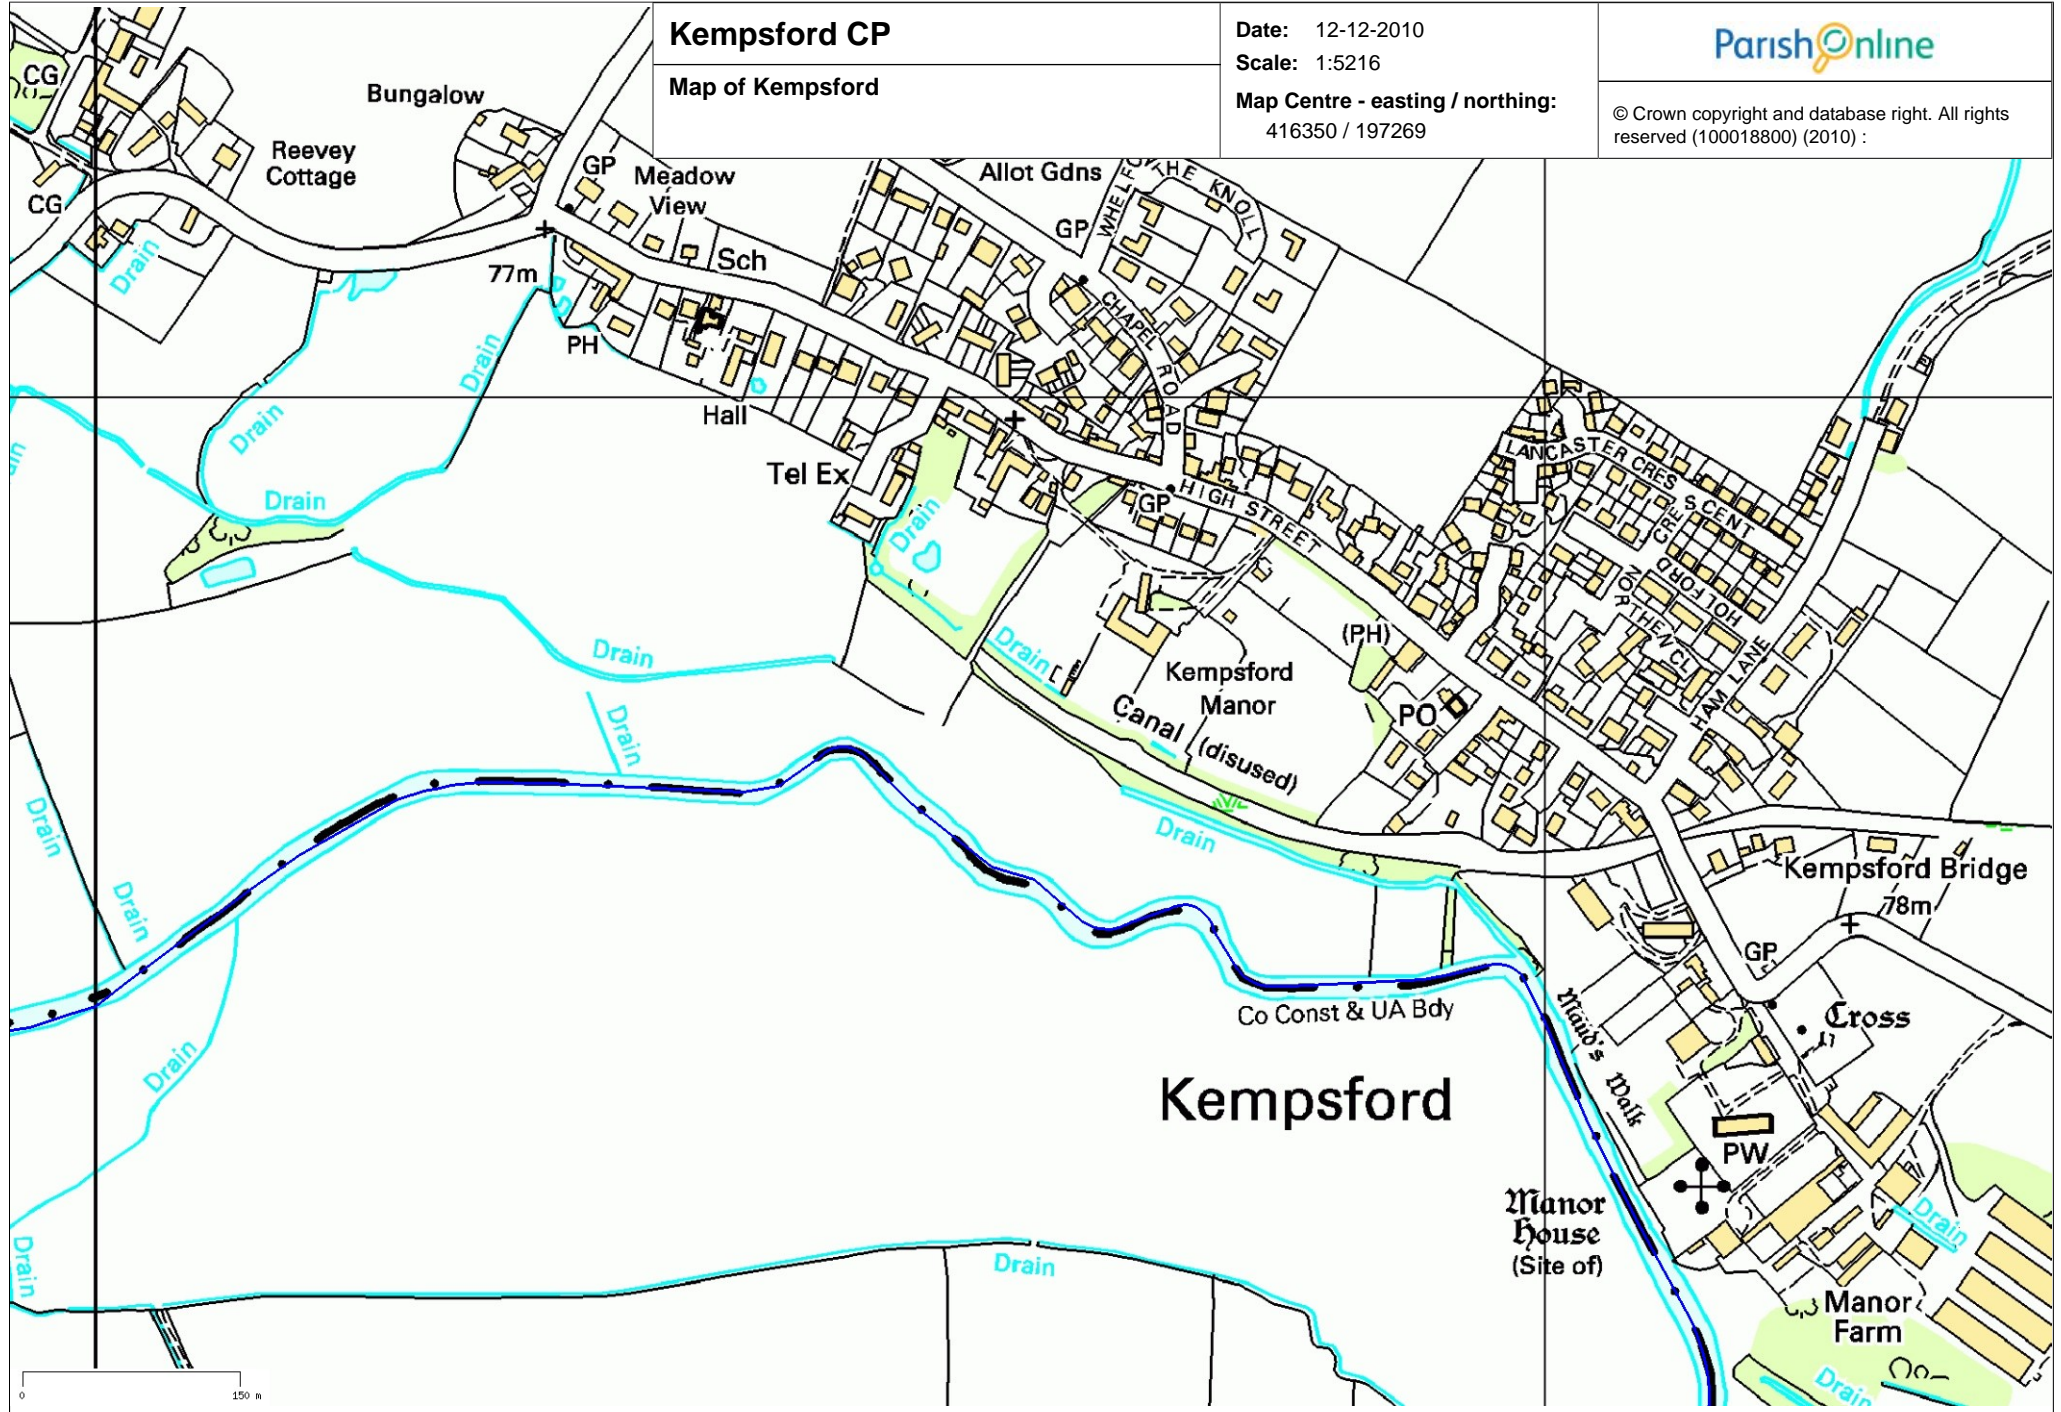 Kempsford CP
Map of Kempsford
Date: 12-12-2010
Scale: 1:5216
Map Centre - easting / northing:
416350 / 197269
Parish Online
© Crown copyright and database right. All rights
reserved (100018800) (2010) :
CG
Bungalow
Reevey
Cottage
CG
Drain
GP
Meadow
View
Sch
77m
PH
Hall
Allot Gdns
GP
WHELFO
THE KNOLL
CHAPEL ROAD
Drain
Drain
Drain
Tel Ex
Drain
GP
HIGH STREET
LANCASTER CRESCENT
HOLFORD CRES
NORTHEN CL
HAM LANE
(PH)
PO
Kempsford
Manor
Drain
Canal (disused)
Drain
Drain
Drain
Drain
Drain
Drain
Kempsford Bridge
78m
GP
Cross
Co Const & UA Bdy
Maud's Walk
Kempsford
PW
Manor
House
(Site of)
Drain
Drain
Drain
Manor
Farm
Drain
0 150 m